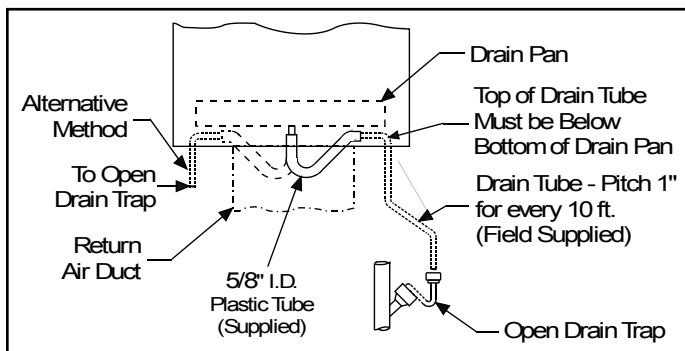 Drain Pan
Alternative
Method
Top of Drain Tube
Must be Below
Bottom of Drain Pan
To Open
Drain Trap
Drain Tube - Pitch 1"
for every 10 ft.
(Field Supplied)
Return
Air Duct
5/8" I.D.
Plastic Tube
(Supplied)
Open Drain Trap